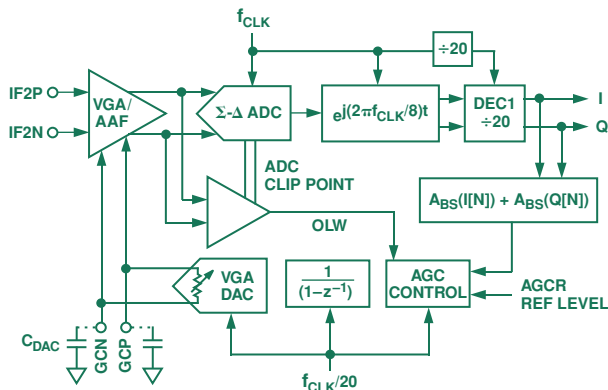 fCLK
÷20
IF2P
IF2N
VGA/
AAF
Σ-Δ ADC
ej(2πfCLK/8)t
DEC1
÷20
I
Q
ADC
CLIP POINT
ABS(I[N]) + ABS(Q[N])
OLW
VGA
DAC
1
(1–z–1)
AGC
CONTROL
AGCR
REF LEVEL
CDAC
GCN
GCP
fCLK/20